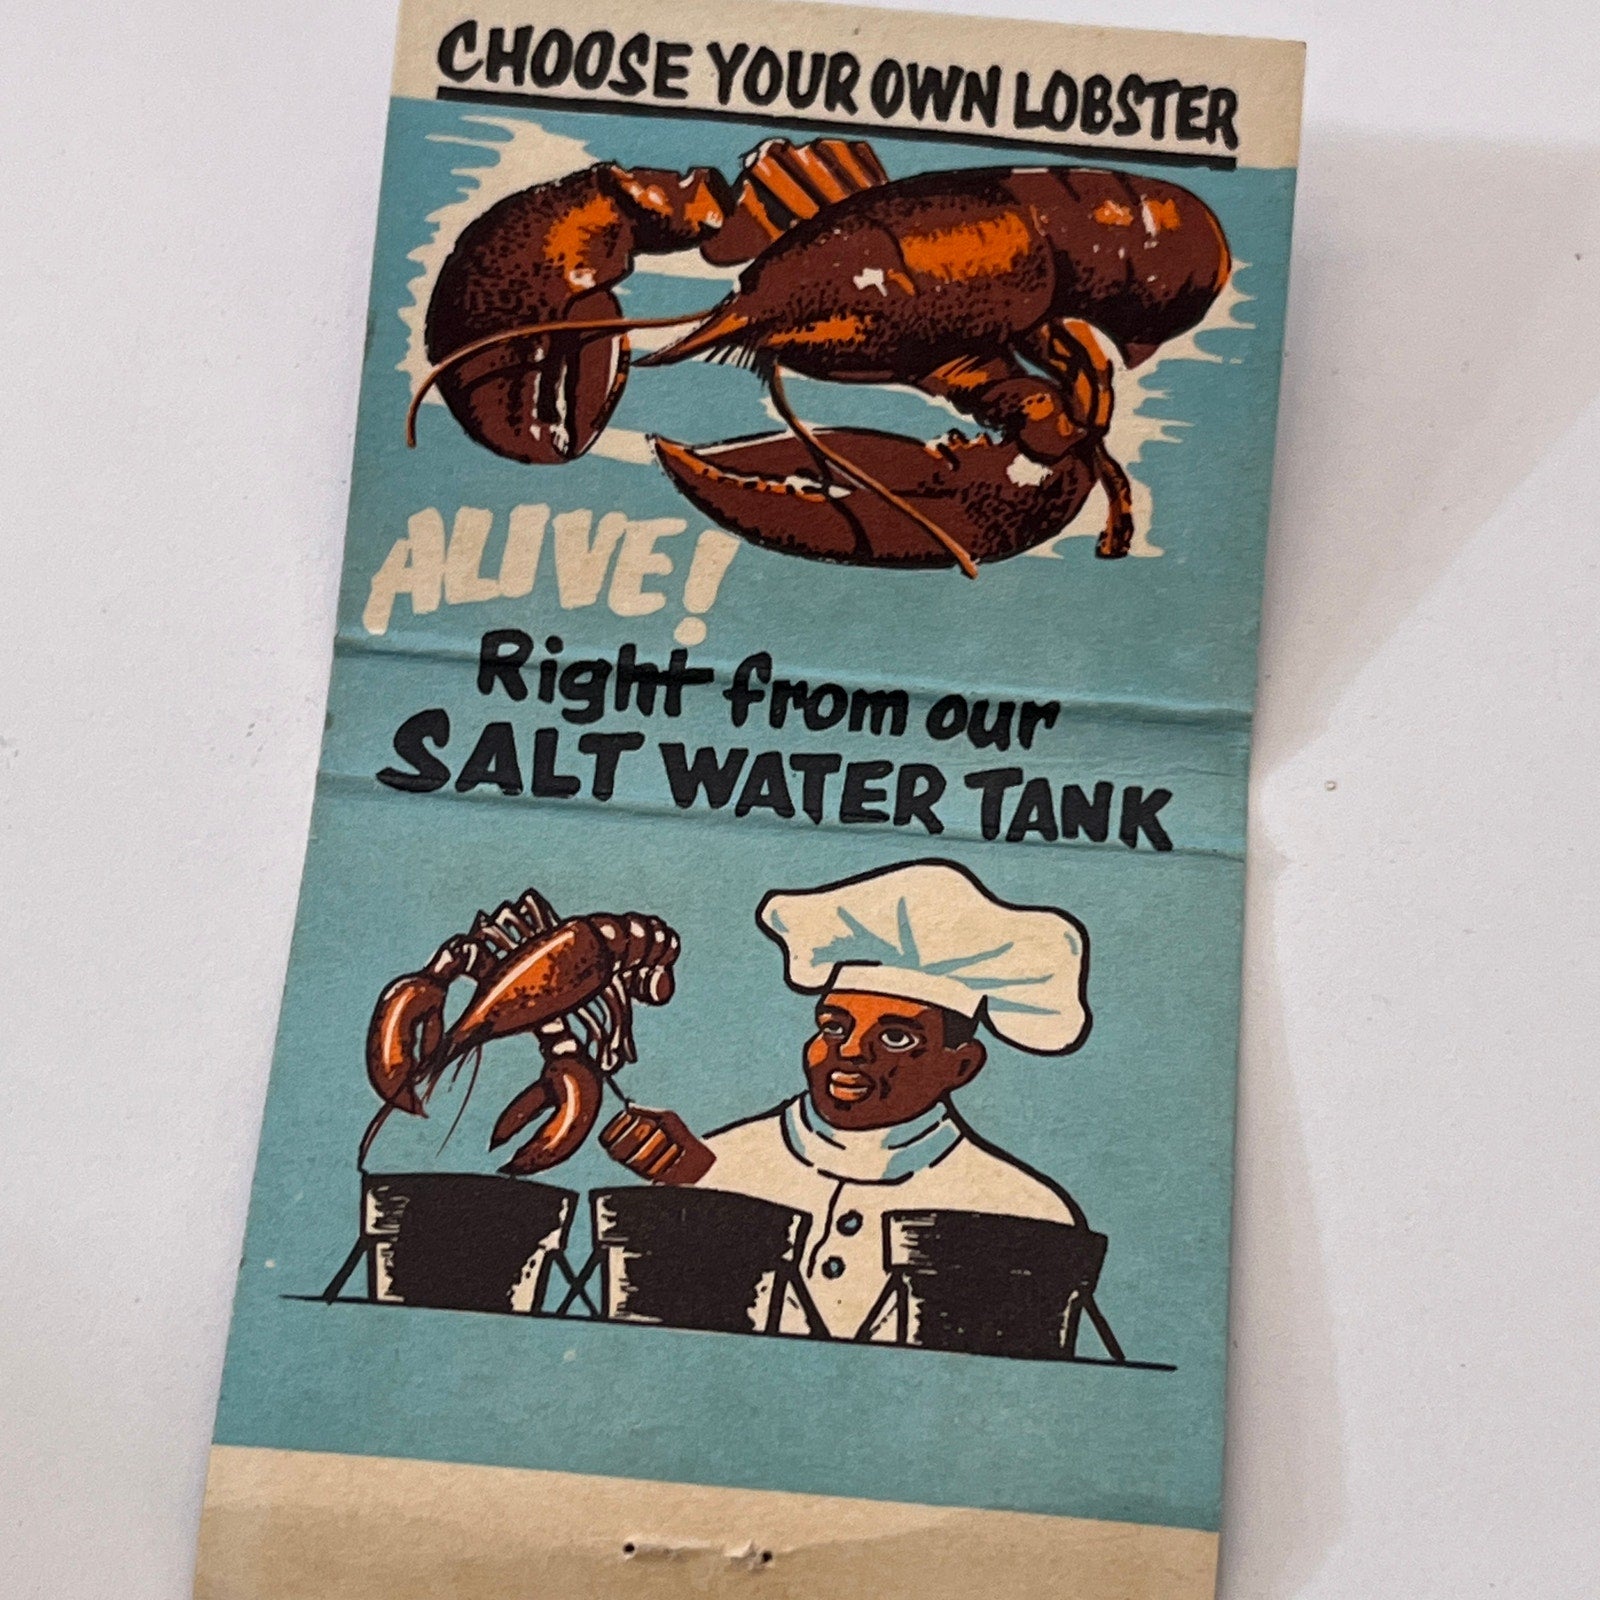 CHOOSE YOUR OWN LOBSTER
ALIVE!
Right from our
SALT WATER TANK